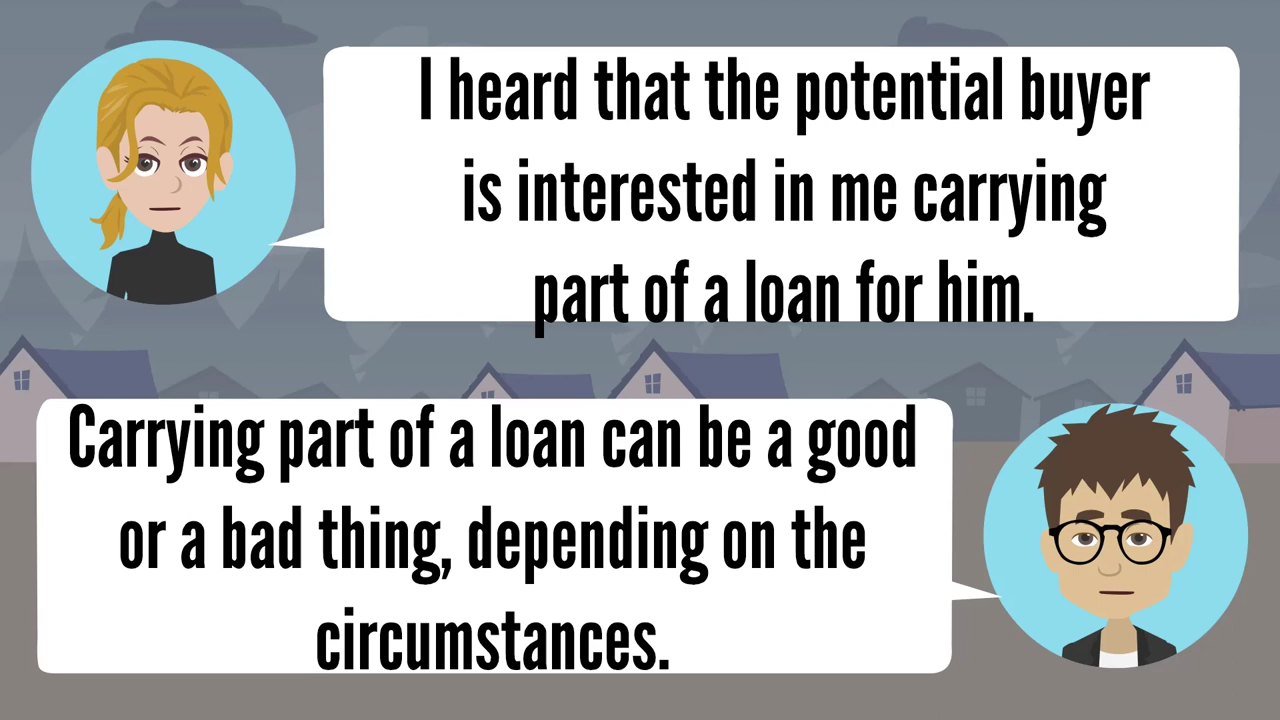 I heard that the potential buyer
is interested in me carrying
part of a loan for him.
Carrying part of a loan can be a good
or a bad thing, depending on the
circumstances.